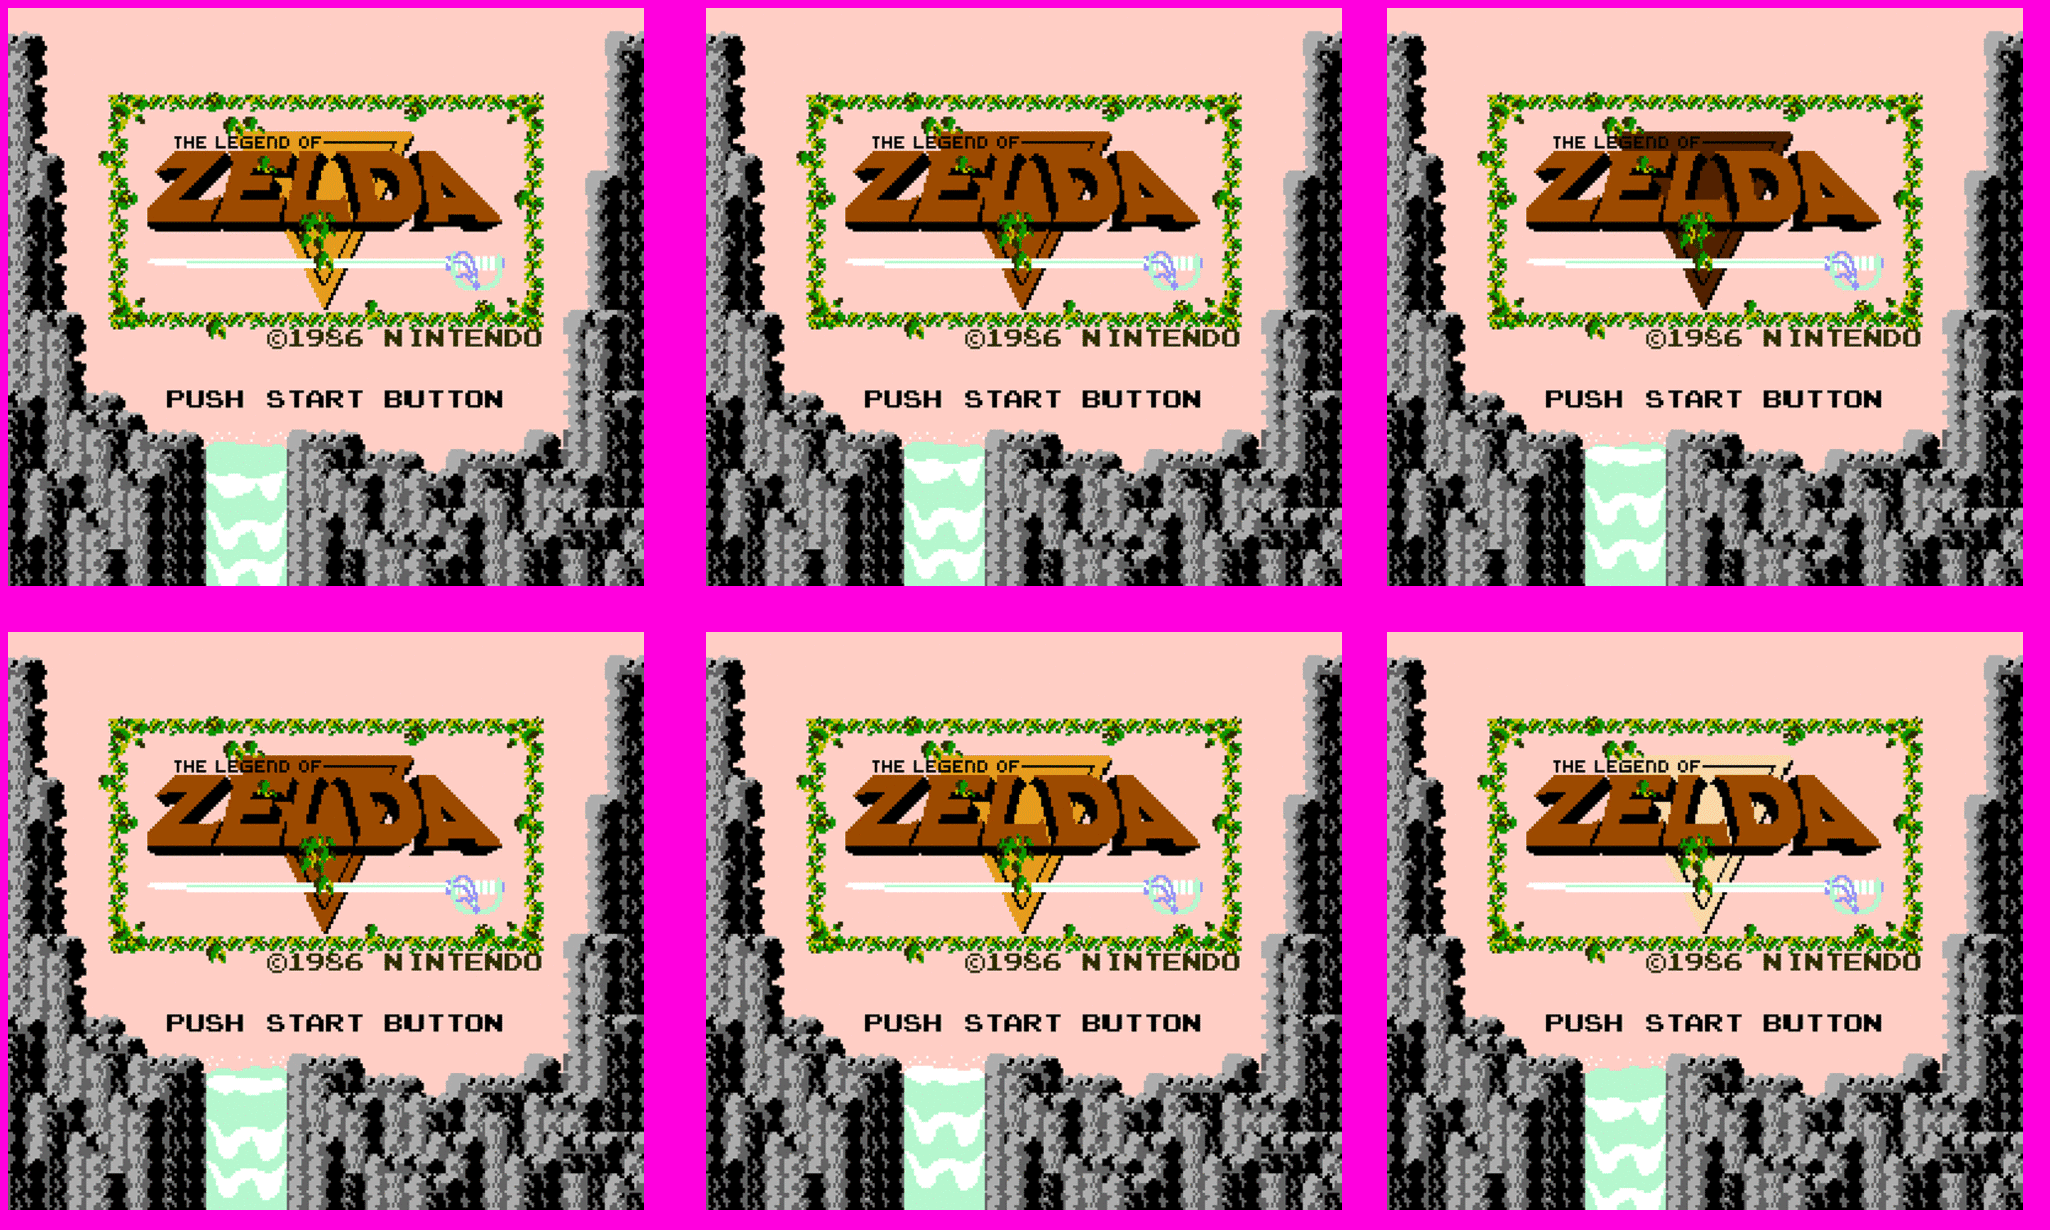 THE LEGEND OF
ZELDA
©1986 NINTENDO
PUSH START BUTTON
THE LEGEND OF
ZELDA
©1986 NINTENDO
PUSH START BUTTON
THE LEGEND OF
ZELDA
©1986 NINTENDO
PUSH START BUTTON
THE LEGEND OF
ZELDA
©1986 NINTENDO
PUSH START BUTTON
THE LEGEND OF
ZELDA
©1986 NINTENDO
PUSH START BUTTON
THE LEGEND OF
ZELDA
©1986 NINTENDO
PUSH START BUTTON